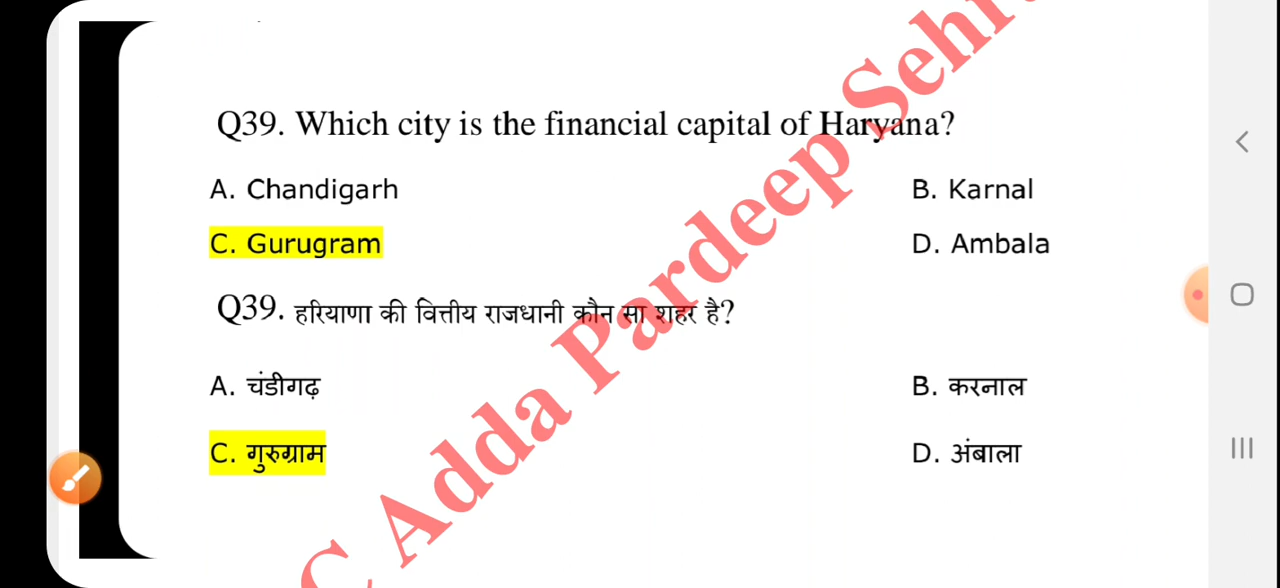 Q39. Which city is the financial capital of Haryana?
A. Chandigarh B. Karnal
C. Gurugram D. Ambala
Q39. हरियाणा की वित्तीय राजधानी कौन सा शहर है?
A. चंडीगढ़ B. करनाल
C. गुरुग्राम D. अंबाला
C Adda Pardeep